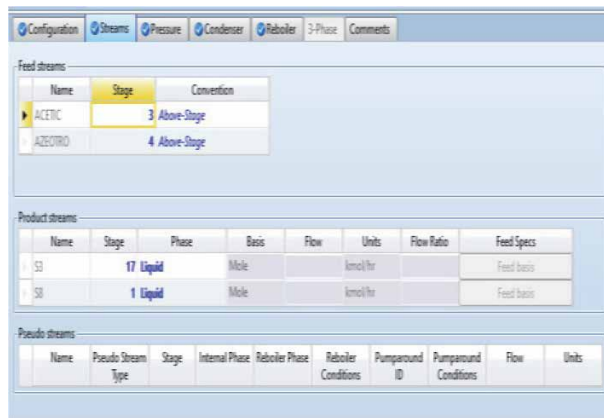 Configuration Streams Pressure Condenser Reboiler 3-Phase Comments
Feed streams
Name Stage Convention
ACETIC 3 Above-Stage
AZEOTRO 4 Above-Stage
Product streams
Name Stage Phase Basis Flow Units Flow Ratio Feed Specs
S3 17 Liquid Mole kmol/hr Feed basis
S8 1 Liquid Mole kmol/hr Feed basis
Pseudo streams
Name Pseudo Stream Type Stage Internal Phase Reboiler Phase Reboiler Conditions Pumparound ID Pumparound Conditions Flow Units